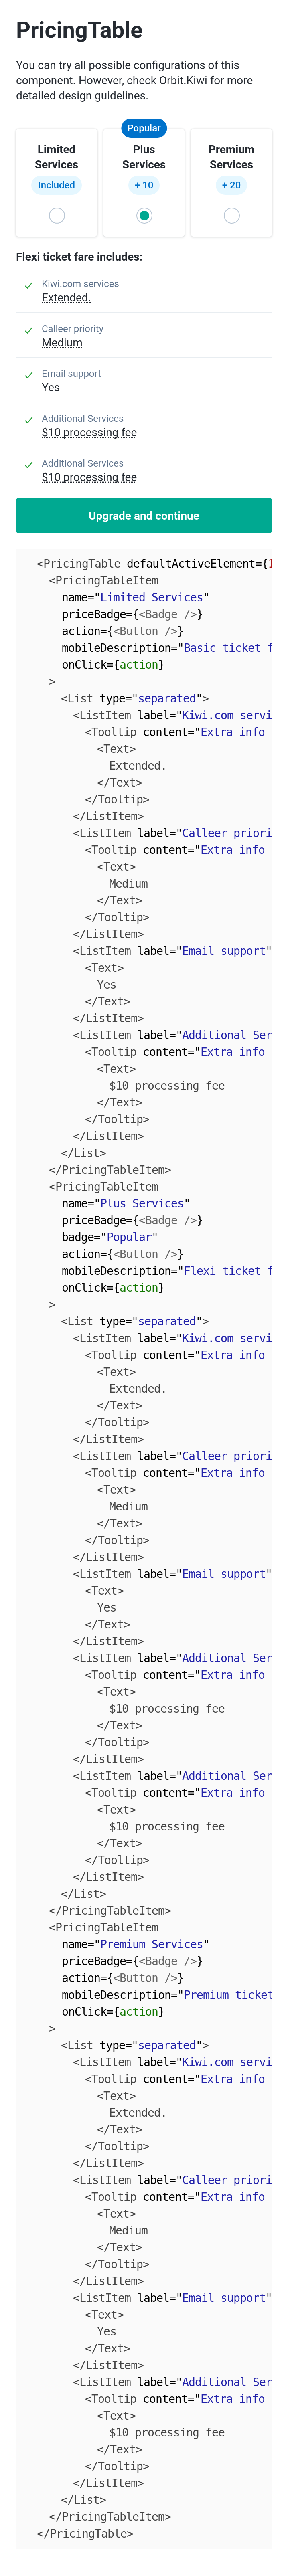 PricingTable
You can try all possible configurations of this
component. However, check Orbit.Kiwi for more
detailed design guidelines.
Popular
Limited
Services
Included
Plus
Services
+ 10
Premium
Services
+ 20
Flexi ticket fare includes:
Kiwi.com services
Extended.
Calleer priority
Medium
Email support
Yes
Additional Services
$10 processing fee
Additional Services
$10 processing fee
Upgrade and continue
<PricingTable defaultActiveElement={1
<PricingTableItem
name="Limited Services"
priceBadge={<Badge />}
action={<Button />}
mobileDescription="Basic ticket f
onClick={action}
>
<List type="separated">
<ListItem label="Kiwi.com servi
<Tooltip content="Extra info
<Text>
Extended.
</Text>
</Tooltip>
</ListItem>
<ListItem label="Calleer priori
<Tooltip content="Extra info
<Text>
Medium
</Text>
</Tooltip>
</ListItem>
<ListItem label="Email support"
<Text>
Yes
</Text>
</ListItem>
<ListItem label="Additional Ser
<Tooltip content="Extra info
<Text>
$10 processing fee
</Text>
</Tooltip>
</ListItem>
</List>
</PricingTableItem>
<PricingTableItem
name="Plus Services"
priceBadge={<Badge />}
badge="Popular"
action={<Button />}
mobileDescription="Flexi ticket f
onClick={action}
>
<List type="separated">
<ListItem label="Kiwi.com servi
<Tooltip content="Extra info
<Text>
Extended.
</Text>
</Tooltip>
</ListItem>
<ListItem label="Calleer priori
<Tooltip content="Extra info
<Text>
Medium
</Text>
</Tooltip>
</ListItem>
<ListItem label="Email support"
<Text>
Yes
</Text>
</ListItem>
<ListItem label="Additional Ser
<Tooltip content="Extra info
<Text>
$10 processing fee
</Text>
</Tooltip>
</ListItem>
<ListItem label="Additional Ser
<Tooltip content="Extra info
<Text>
$10 processing fee
</Text>
</Tooltip>
</ListItem>
</List>
</PricingTableItem>
<PricingTableItem
name="Premium Services"
priceBadge={<Badge />}
action={<Button />}
mobileDescription="Premium ticket
onClick={action}
>
<List type="separated">
<ListItem label="Kiwi.com servi
<Tooltip content="Extra info
<Text>
Extended.
</Text>
</Tooltip>
</ListItem>
<ListItem label="Calleer priori
<Tooltip content="Extra info
<Text>
Medium
</Text>
</Tooltip>
</ListItem>
<ListItem label="Email support"
<Text>
Yes
</Text>
</ListItem>
<ListItem label="Additional Ser
<Tooltip content="Extra info
<Text>
$10 processing fee
</Text>
</Tooltip>
</ListItem>
</List>
</PricingTableItem>
</PricingTable>